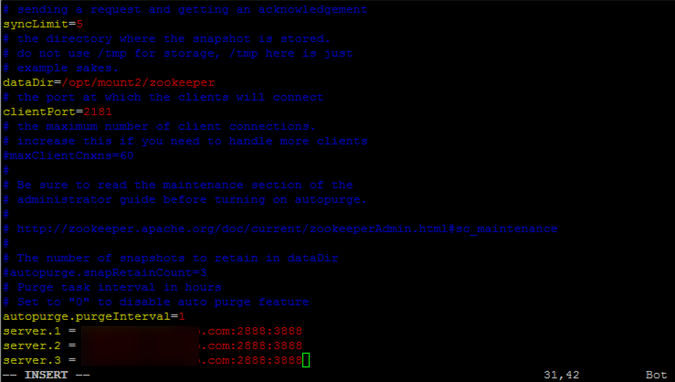 # sending a request and getting an acknowledgement
syncLimit=5
# the directory where the snapshot is stored.
# do not use /tmp for storage, /tmp here is just
# example sakes.
dataDir=/opt/mount2/zookeeper
# the port at which the clients will connect
clientPort=2181
# the maximum number of client connections.
# increase this if you need to handle more clients
#maxClientCnxns=60
#
# Be sure to read the maintenance section of the
# administrator guide before turning on autopurge.
#
# http://zookeeper.apache.org/doc/current/zookeeperAdmin.html#sc_maintenance
#
# The number of snapshots to retain in dataDir
#autopurge.snapRetainCount=3
# Purge task interval in hours
# Set to "0" to disable auto purge feature
autopurge.purgeInterval=1
server.1 = .com:2888:3888
server.2 = .com:2888:3888
server.3 = .com:2888:3888
-- INSERT -- 31,42 Bot